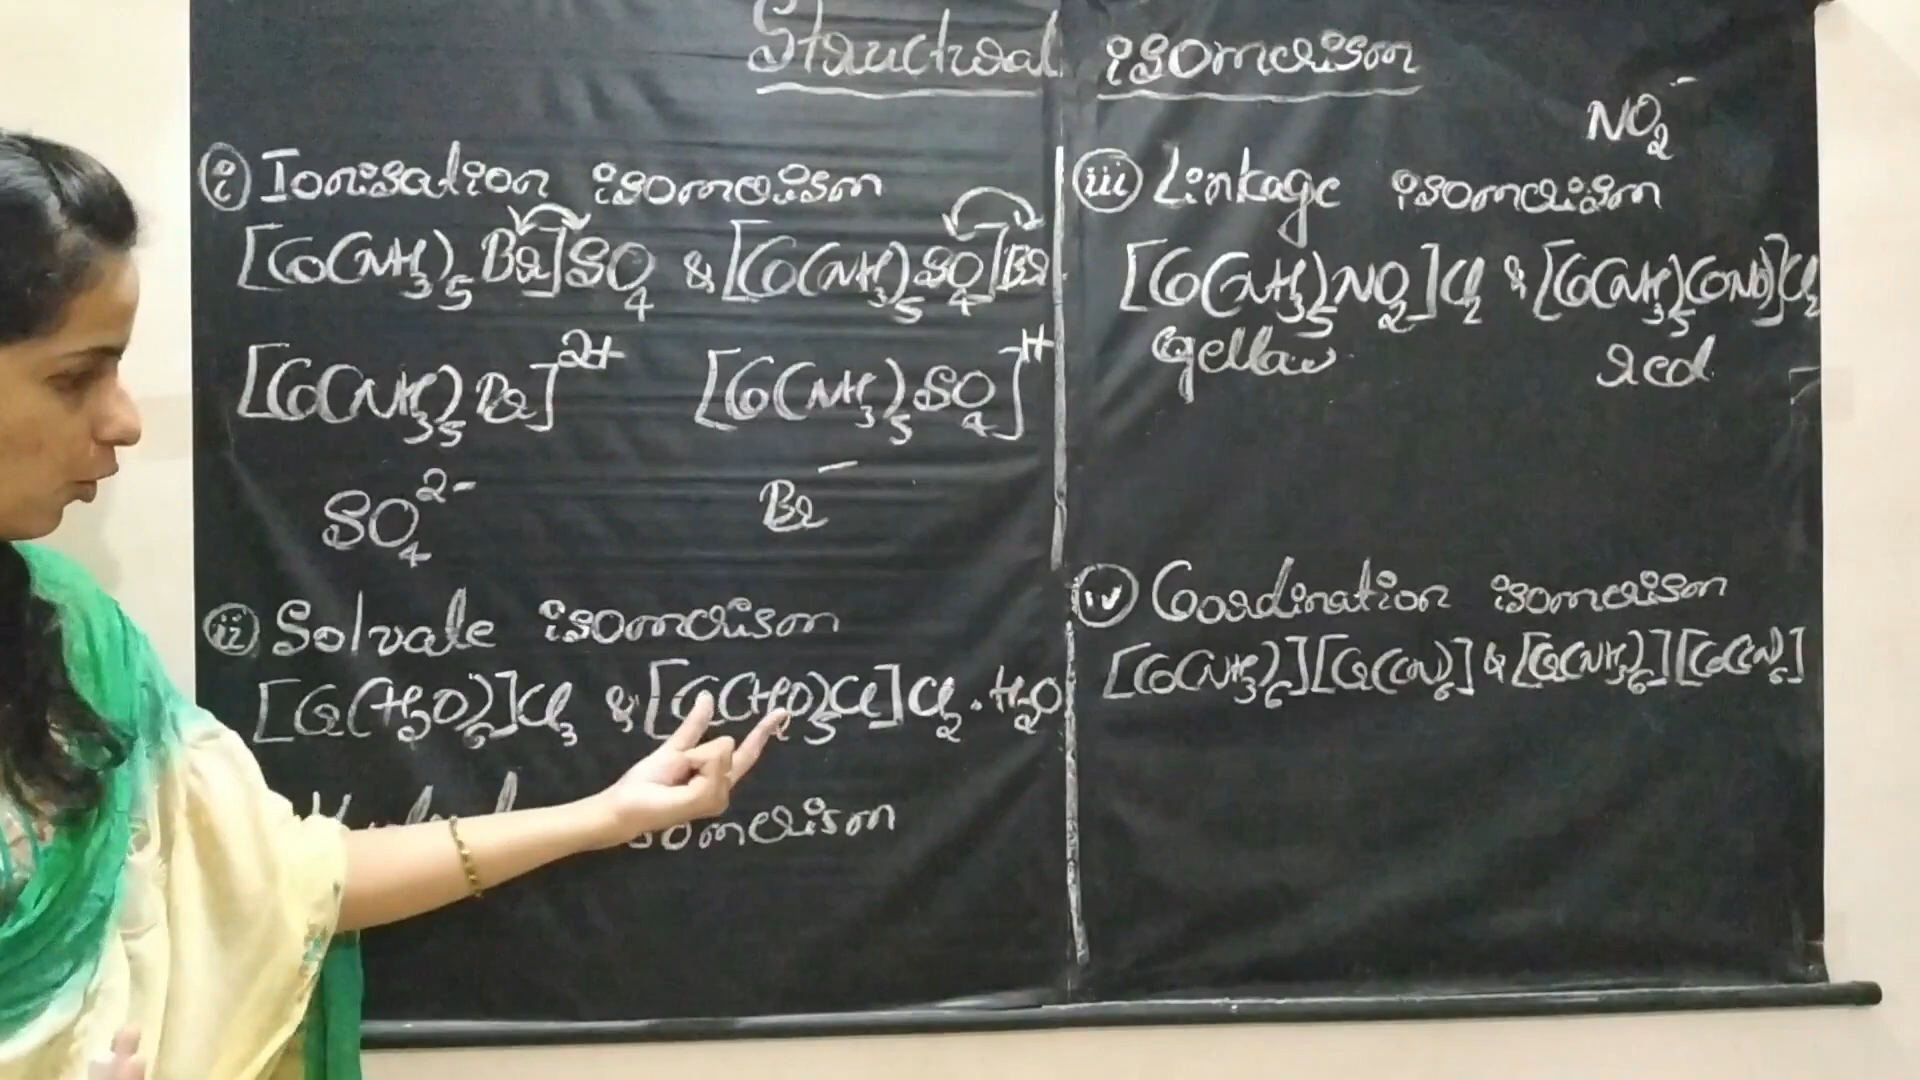 Structural isomerism
(i) Ionisation isomerism
[Co(NH₃)₅Br]SO₄ & [Co(NH₃)₅SO₄]Br
[Co(NH₃)₅Br]²⁺ [Co(NH₃)₅SO₄]¹⁺
SO₄²⁻ Br⁻
(ii) Solvate isomerism
[Cr(H₂O)₆]Cl₃ & [Cr(H₂O)₅Cl]Cl₂.H₂O
isomerism
NO₂⁻
(iii) Linkage isomerism
[Co(NH₃)₅NO₂]Cl₂ & [Co(NH₃)₅(ONO)]Cl₂
yellow red
(iv) Coordination isomerism
[Co(NH₃)₆][Cr(CN)₆] & [Cr(NH₃)₆][Co(CN)₆]